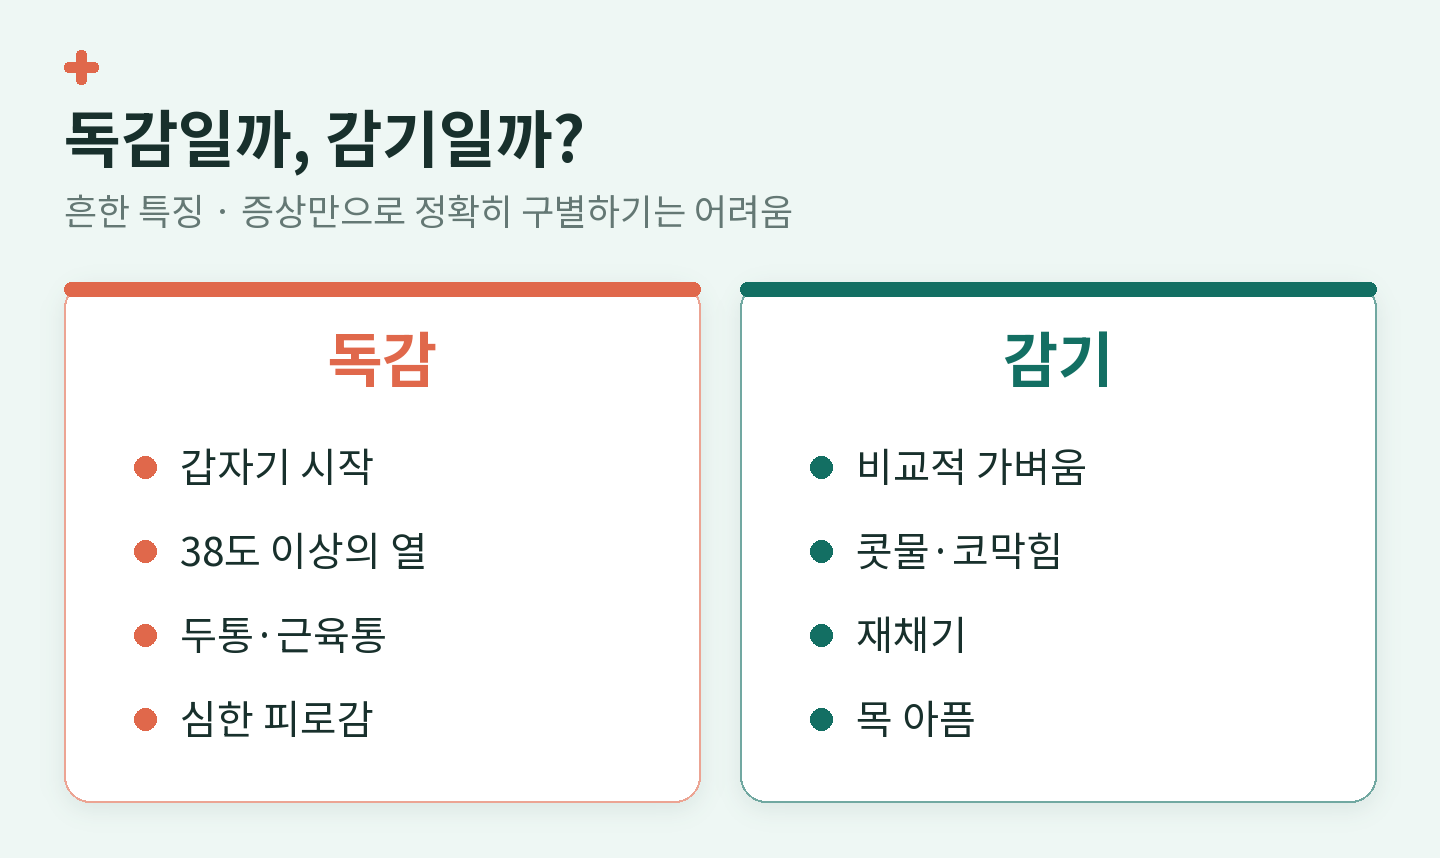 독감일까, 감기일까?
흔한 특징 · 증상만으로 정확히 구별하기는 어려움
독감
갑자기 시작
38도 이상의 열
두통·근육통
심한 피로감
감기
비교적 가벼움
콧물·코막힘
재채기
목 아픔